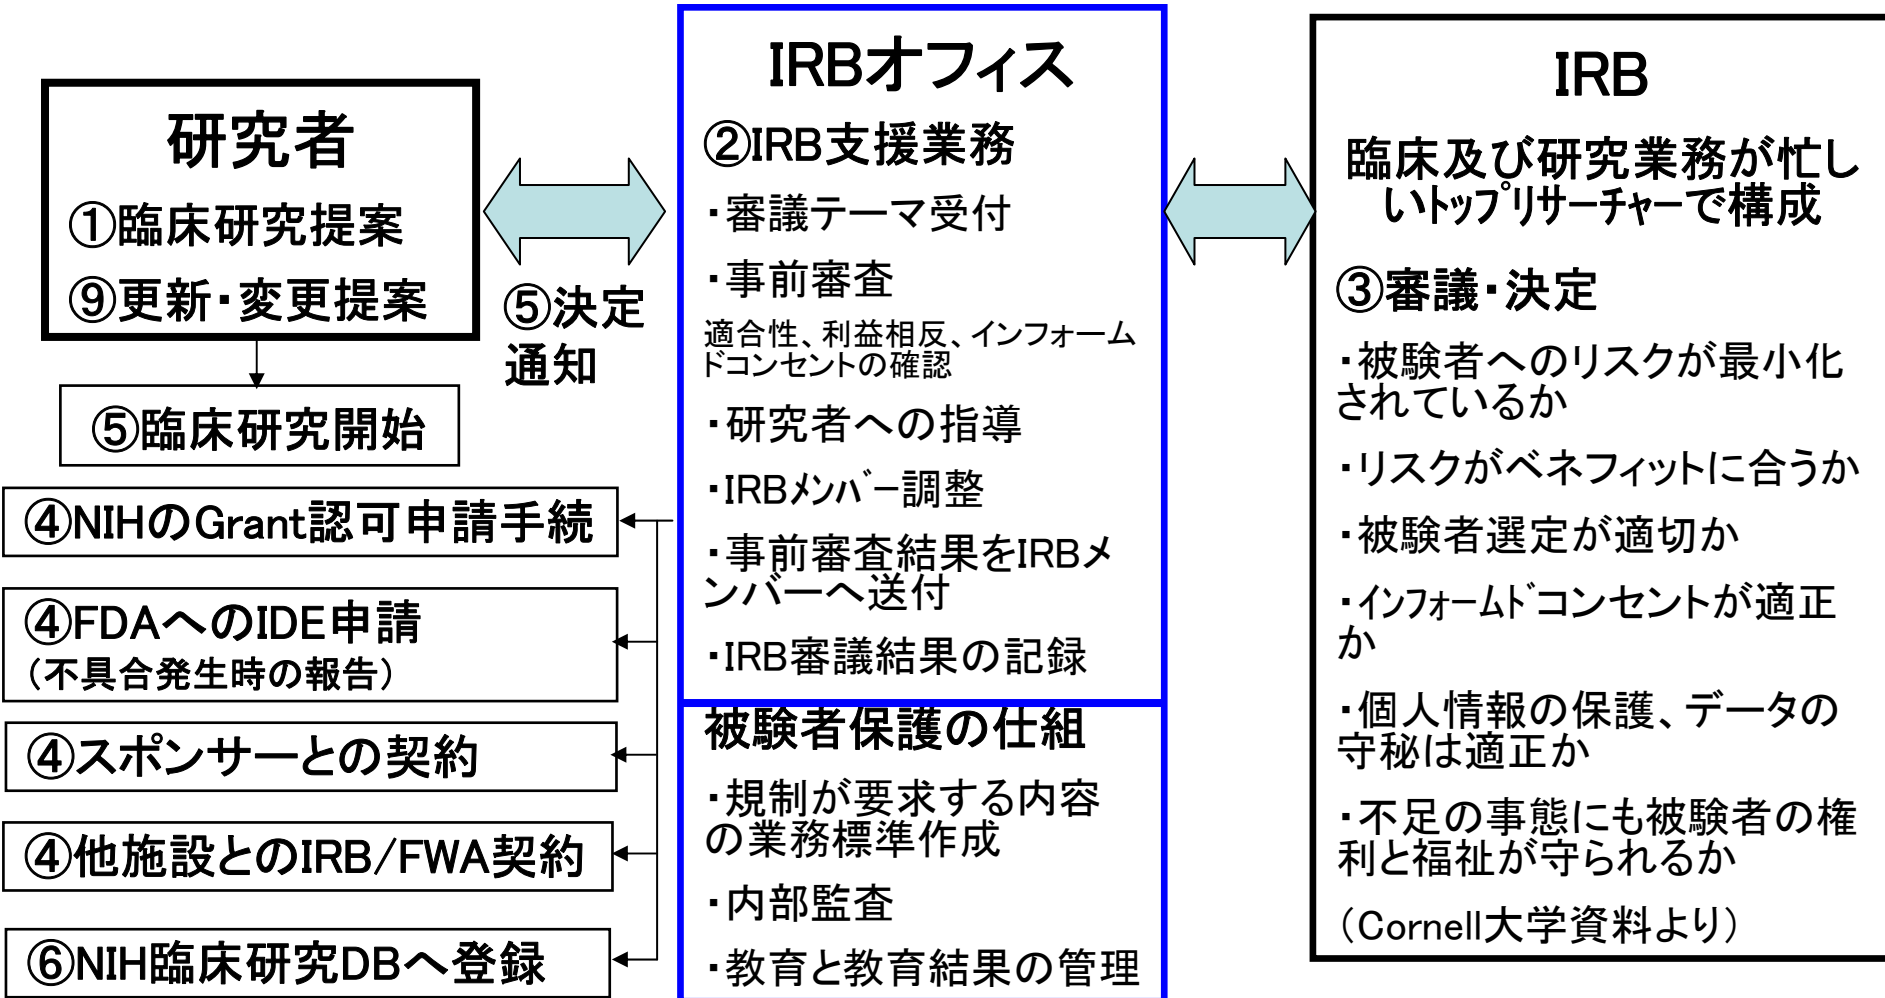 研究者
①臨床研究提案
⑨更新・変更提案
⑤臨床研究開始
⑤決定
通知
④NIHのGrant認可申請手続
④FDAへのIDE申請
（不具合発生時の報告）
④スポンサーとの契約
④他施設とのIRB/FWA契約
⑥NIH臨床研究DBへ登録
IRBオフィス
②IRB支援業務
・審議テーマ受付
・事前審査
適合性、利益相反、インフォーム
ドコンセントの確認
・研究者への指導
・IRBメンバー調整
・事前審査結果をIRBメ
ンバーへ送付
・IRB審議結果の記録
被験者保護の仕組
・規制が要求する内容
の業務標準作成
・内部監査
・教育と教育結果の管理
IRB
臨床及び研究業務が忙し
いトップリサーチャーで構成
③審議・決定
・被験者へのリスクが最小化
されているか
・リスクがベネフィットに合うか
・被験者選定が適切か
・インフォームドコンセントが適正
か
・個人情報の保護、データの
守秘は適正か
・不足の事態にも被験者の権
利と福祉が守られるか
（Cornell大学資料より）